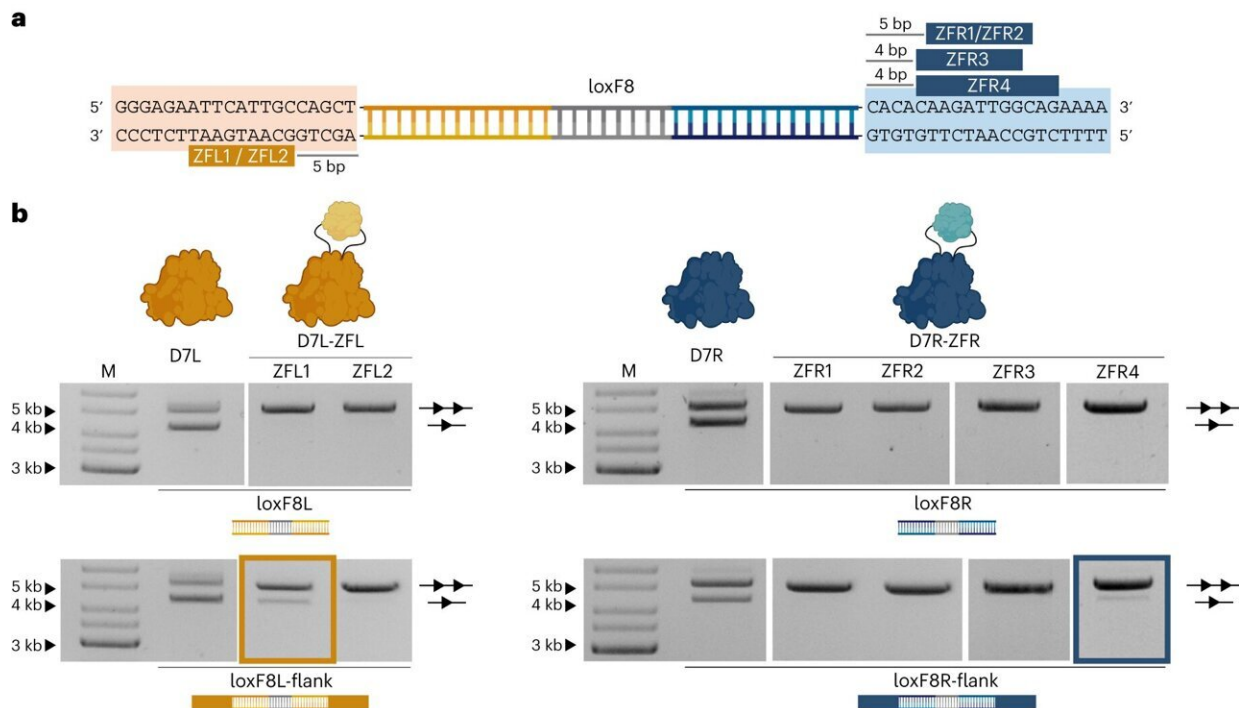 a
5 bp
ZFR1/ZFR2
4 bp
ZFR3
4 bp
ZFR4
loxF8
5′ GGGAGAATTCATTGCCAGCT
CACACAAGATTGGCAGAAAA 3′
3′ CCCTCTTAAGTAACGGTCGA
GTGTGTTCTAACCGTCTTTT 5′
ZFL1 / ZFL2
5 bp
b
D7L-ZFL
D7L
M
ZFL1
ZFL2
5 kb
4 kb
3 kb
loxF8L
5 kb
4 kb
3 kb
loxF8L-flank
D7R-ZFR
D7R
M
ZFR1
ZFR2
ZFR3
ZFR4
5 kb
4 kb
3 kb
loxF8R
5 kb
4 kb
3 kb
loxF8R-flank